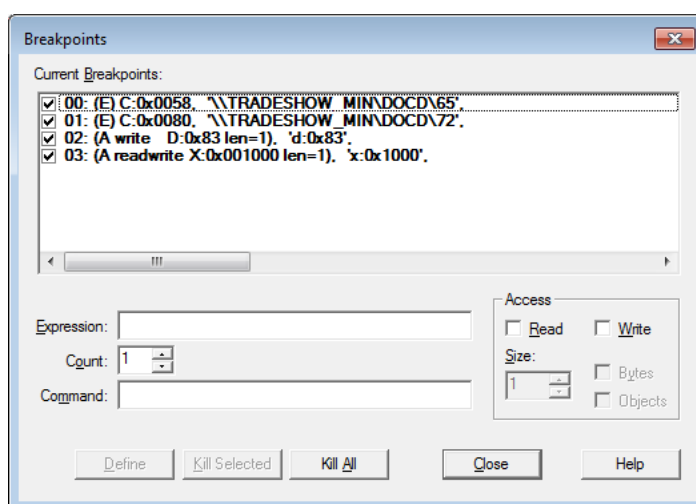 Breakpoints
Current Breakpoints:
00: (E) C:0x0058, '\\TRADESHOW_MIN\DOCD\65',
01: (E) C:0x0080, '\\TRADESHOW_MIN\DOCD\72',
02: (A write D:0x83 len=1), 'd:0x83',
03: (A readwrite X:0x001000 len=1), 'x:0x1000',
Access
Expression:
Read Write
Count: 1
Size:
1
Bytes
Command:
Objects
Define Kill Selected Kill All Close Help